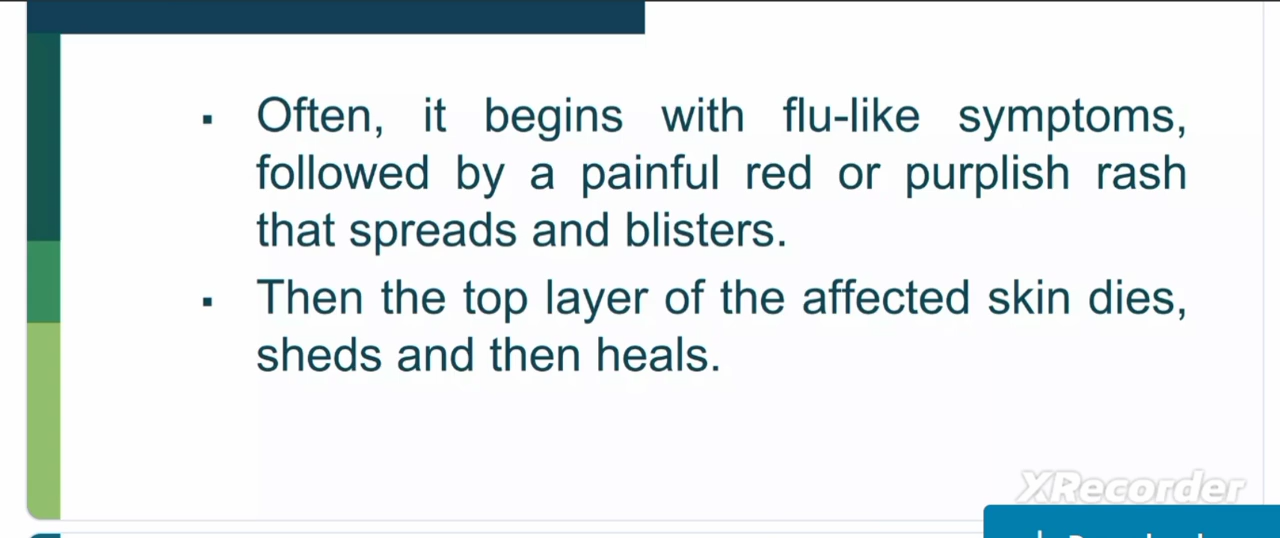 ▪ Often, it begins with flu-like symptoms,
followed by a painful red or purplish rash
that spreads and blisters.
▪ Then the top layer of the affected skin dies,
sheds and then heals.
XRecorder